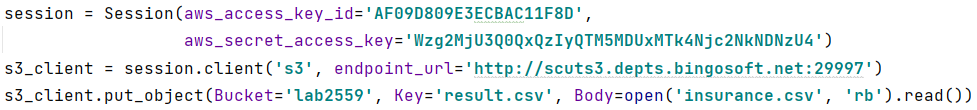 session = Session(aws_access_key_id='AF09D809E3ECBAC11F8D',
aws_secret_access_key='Wzg2MjU3Q0QxQzIyQTM5MDUxMTk4Njc2NkNDNzU4')
s3_client = session.client('s3', endpoint_url='http://scuts3.depts.bingosoft.net:29997')
s3_client.put_object(Bucket='lab2559', Key='result.csv', Body=open('insurance.csv', 'rb').read())